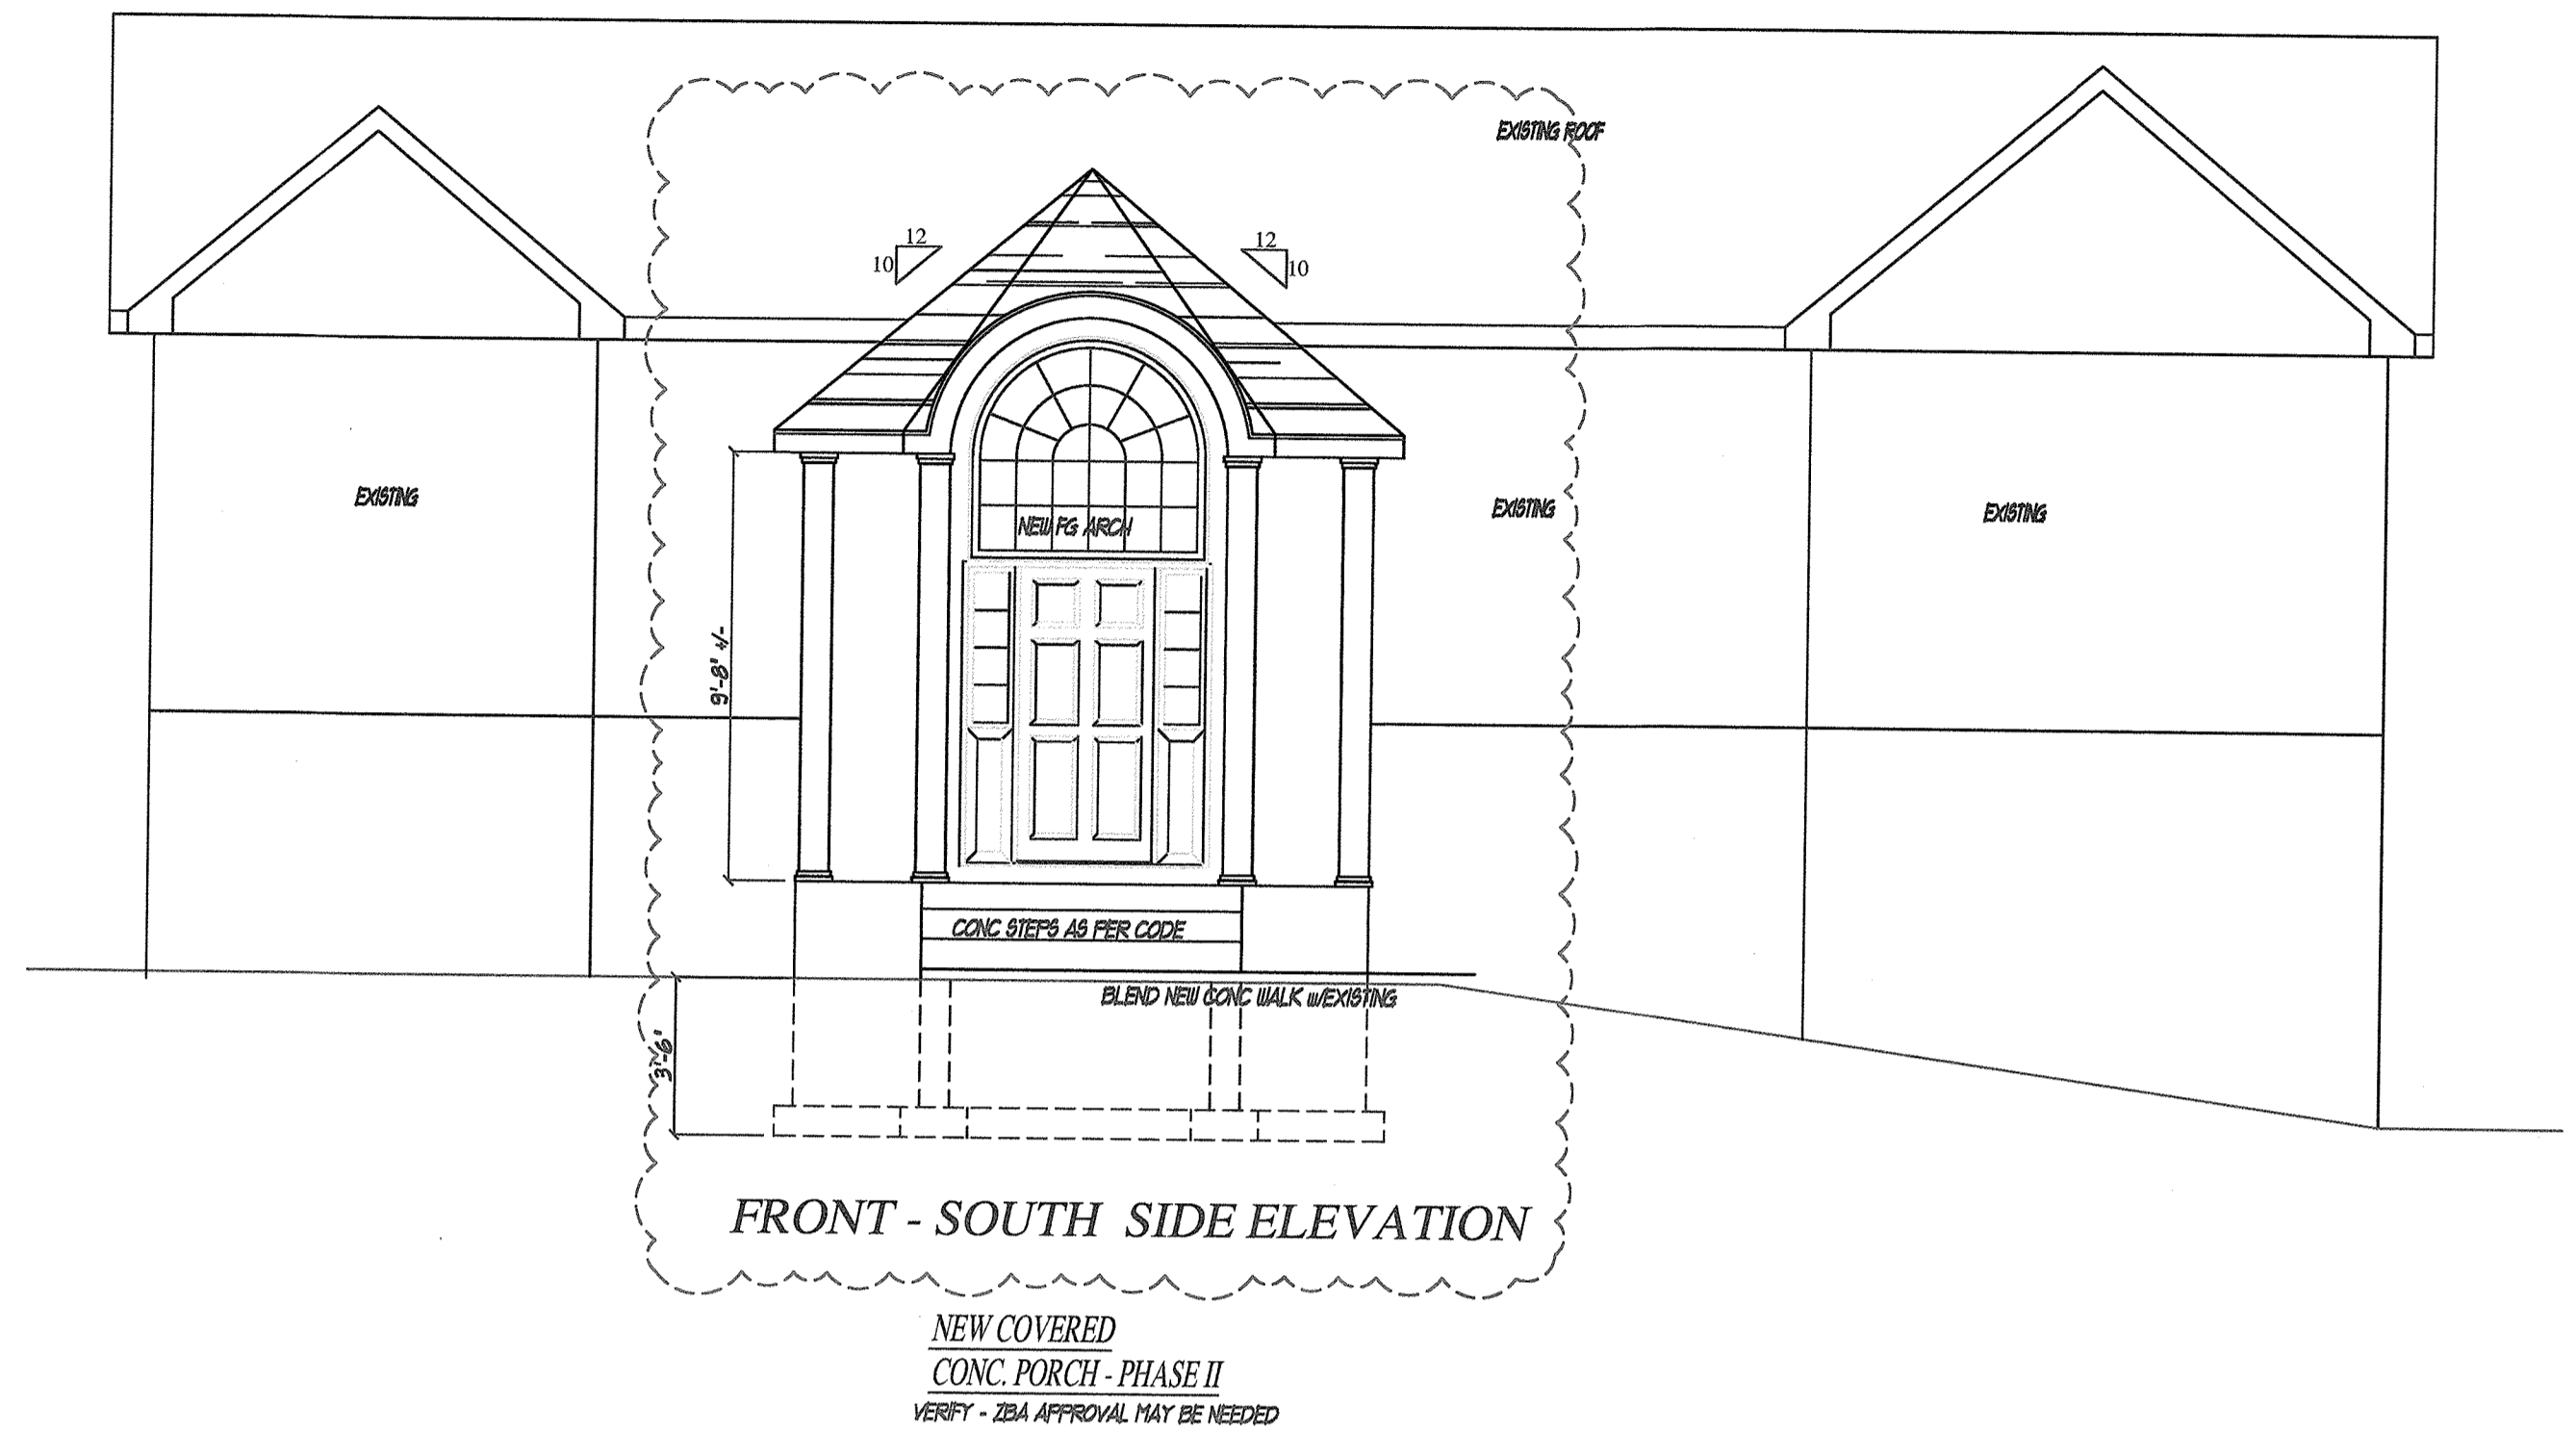 EXISTING ROOF
12
10
12
10
EXISTING
NEW FG ARCH
EXISTING
EXISTING
9'-8' +/-
CONC STEPS AS PER CODE
BLEND NEW CONC WALK w/EXISTING
3'-6'
FRONT - SOUTH SIDE ELEVATION
NEW COVERED
CONC. PORCH - PHASE II
VERIFY - ZBA APPROVAL MAY BE NEEDED